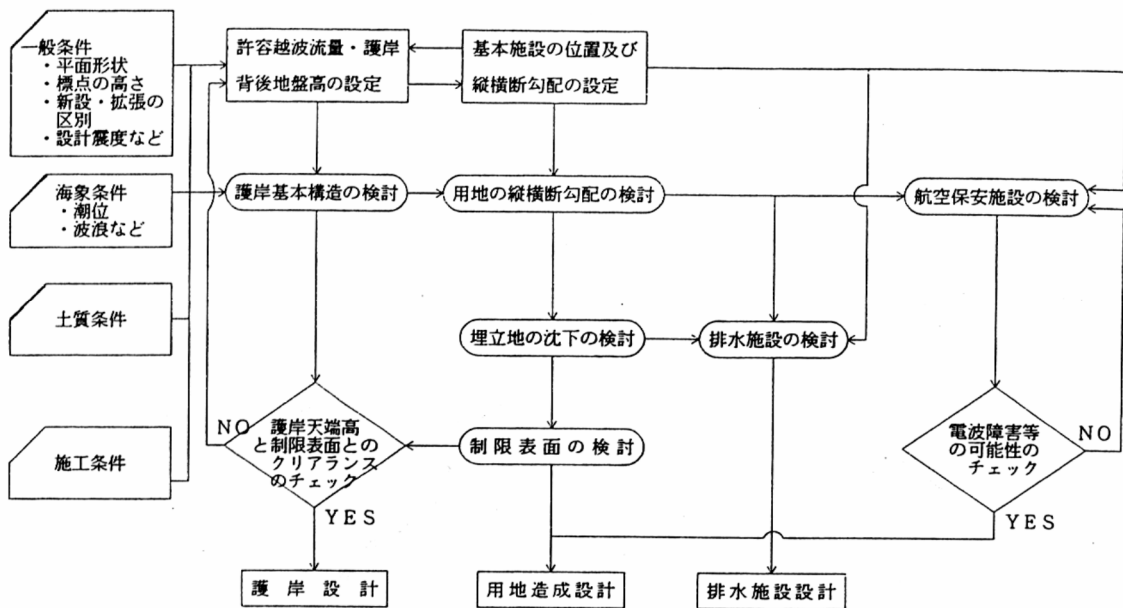 一般条件
・平面形状
・標点の高さ
・新設・拡張の
区別
・設計震度など
海象条件
・潮位
・波浪など
土質条件
施工条件
許容越波流量・護岸
背後地盤高の設定
基本施設の位置及び
縦横断勾配の設定
護岸基本構造の検討
用地の縦横断勾配の検討
航空保安施設の検討
埋立地の沈下の検討
排水施設の検討
NO
護岸天端高
と制限表面との
クリアランス
のチェック
YES
制限表面の検討
電波障害等
の可能性の
チェック
NO
YES
護岸設計
用地造成設計
排水施設設計